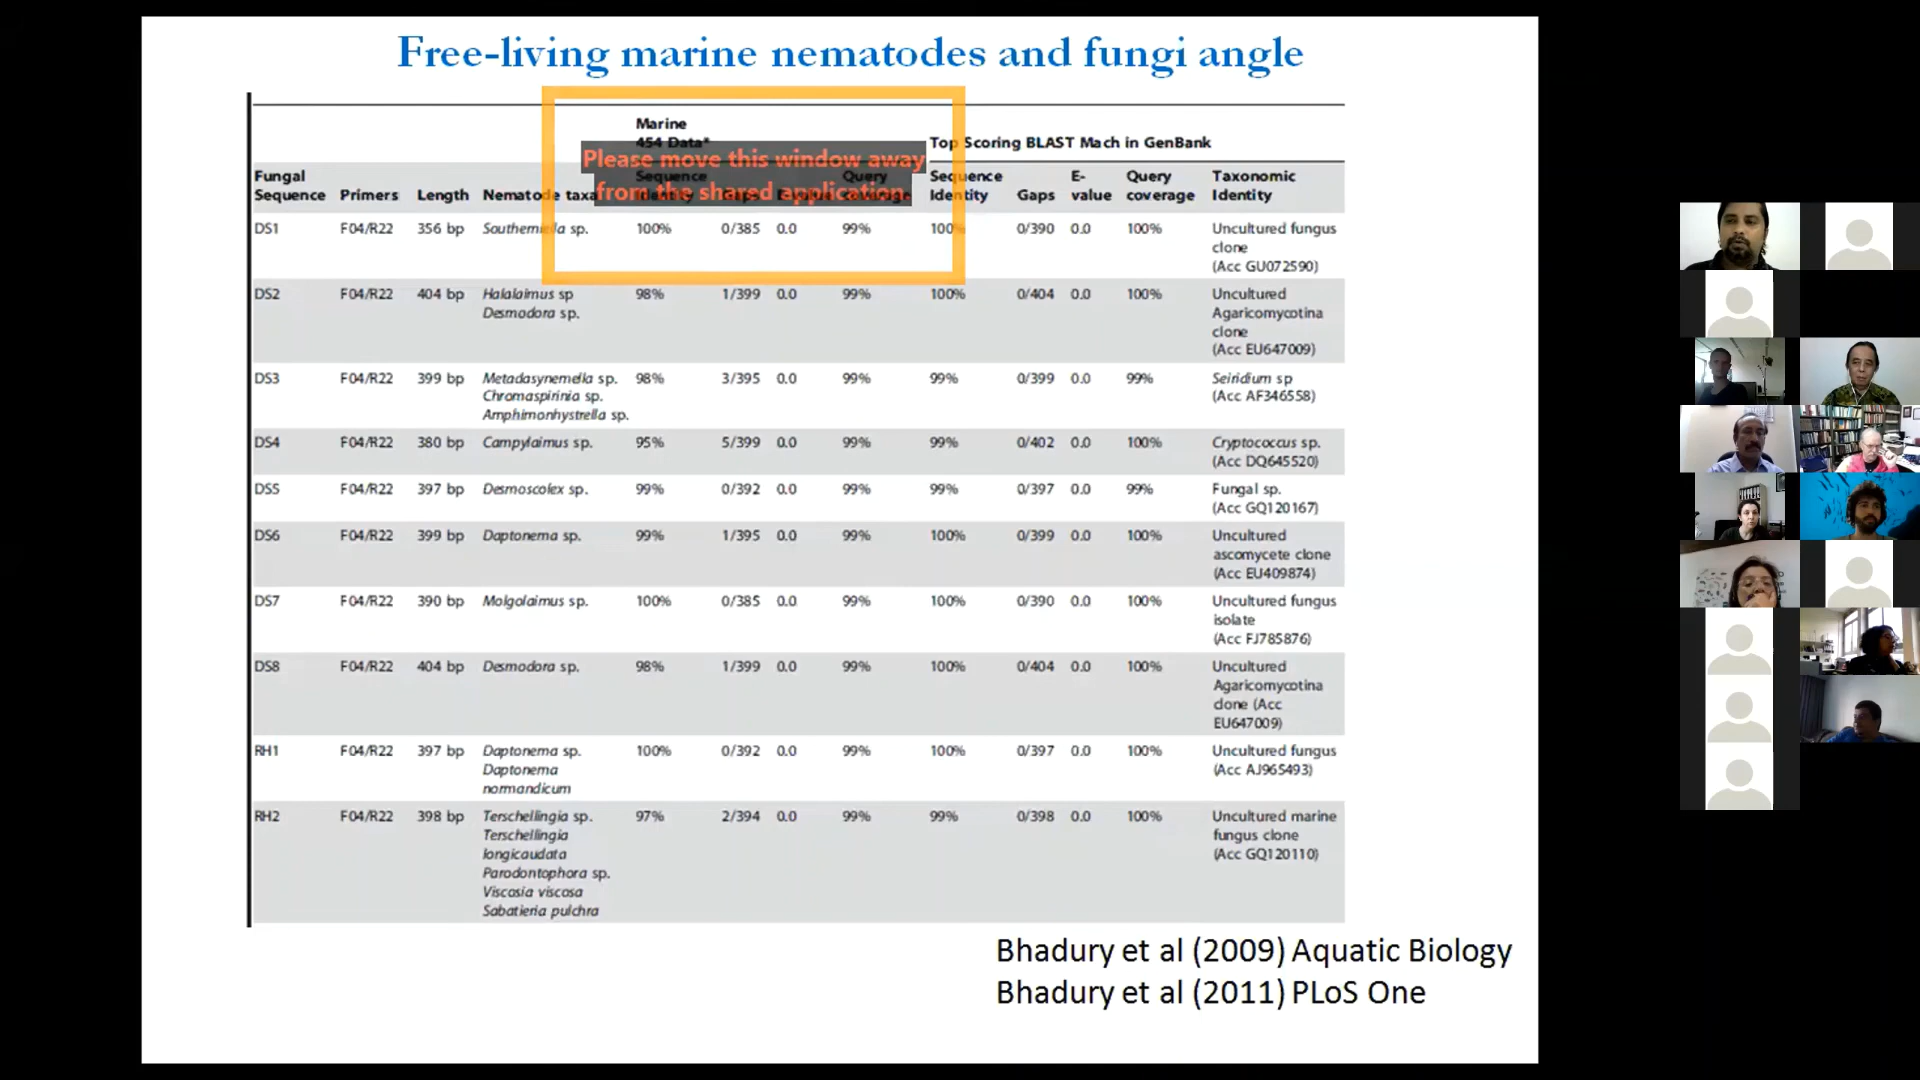 Free-living marine nematodes and fungi angle
Marine
454 Data*
Top Scoring BLAST Mach in GenBank
Please move this window away
from the shared application.
Fungal Sequence Primers Length Nematode taxa Sequence Query Sequence Identity Gaps E-value Query coverage Taxonomic Identity
DS1 F04/R22 356 bp Southerniella sp. 100% 0/385 0.0 99% 100% 0/390 0.0 100% Uncultured fungus
clone
(Acc GU072590)
DS2 F04/R22 404 bp Halalaimus sp 98% 1/399 0.0 99% 100% 0/404 0.0 100% Uncultured
Desmodora sp. Agaricomycotina
clone
(Acc EU647009)
DS3 F04/R22 399 bp Metadasynemella sp. 98% 3/395 0.0 99% 99% 0/399 0.0 99% Seiridium sp
Chromaspirinia sp. (Acc AF346558)
Amphimonhystrella sp.
DS4 F04/R22 380 bp Campylaimus sp. 95% 5/399 0.0 99% 99% 0/402 0.0 100% Cryptococcus sp.
(Acc DQ645520)
DS5 F04/R22 397 bp Desmoscolex sp. 99% 0/392 0.0 99% 99% 0/397 0.0 99% Fungal sp.
(Acc GQ120167)
DS6 F04/R22 399 bp Daptonema sp. 99% 1/395 0.0 99% 100% 0/399 0.0 100% Uncultured
ascomycete clone
(Acc EU409874)
DS7 F04/R22 390 bp Molgolaimus sp. 100% 0/385 0.0 99% 100% 0/390 0.0 100% Uncultured fungus
isolate
(Acc FJ785876)
DS8 F04/R22 404 bp Desmodora sp. 98% 1/399 0.0 99% 100% 0/404 0.0 100% Uncultured
Agaricomycotina
clone (Acc
EU647009)
RH1 F04/R22 397 bp Daptonema sp. 100% 0/392 0.0 99% 100% 0/397 0.0 100% Uncultured fungus
Daptonema (Acc AJ965493)
normandicum
RH2 F04/R22 398 bp Terschellingia sp. 97% 2/394 0.0 99% 99% 0/398 0.0 100% Uncultured marine
Terschellingia fungus clone
longicaudata (Acc GQ120110)
Parodontophora sp.
Viscosia viscosa
Sabatieria pulchra
Bhadury et al (2009) Aquatic Biology
Bhadury et al (2011) PLoS One